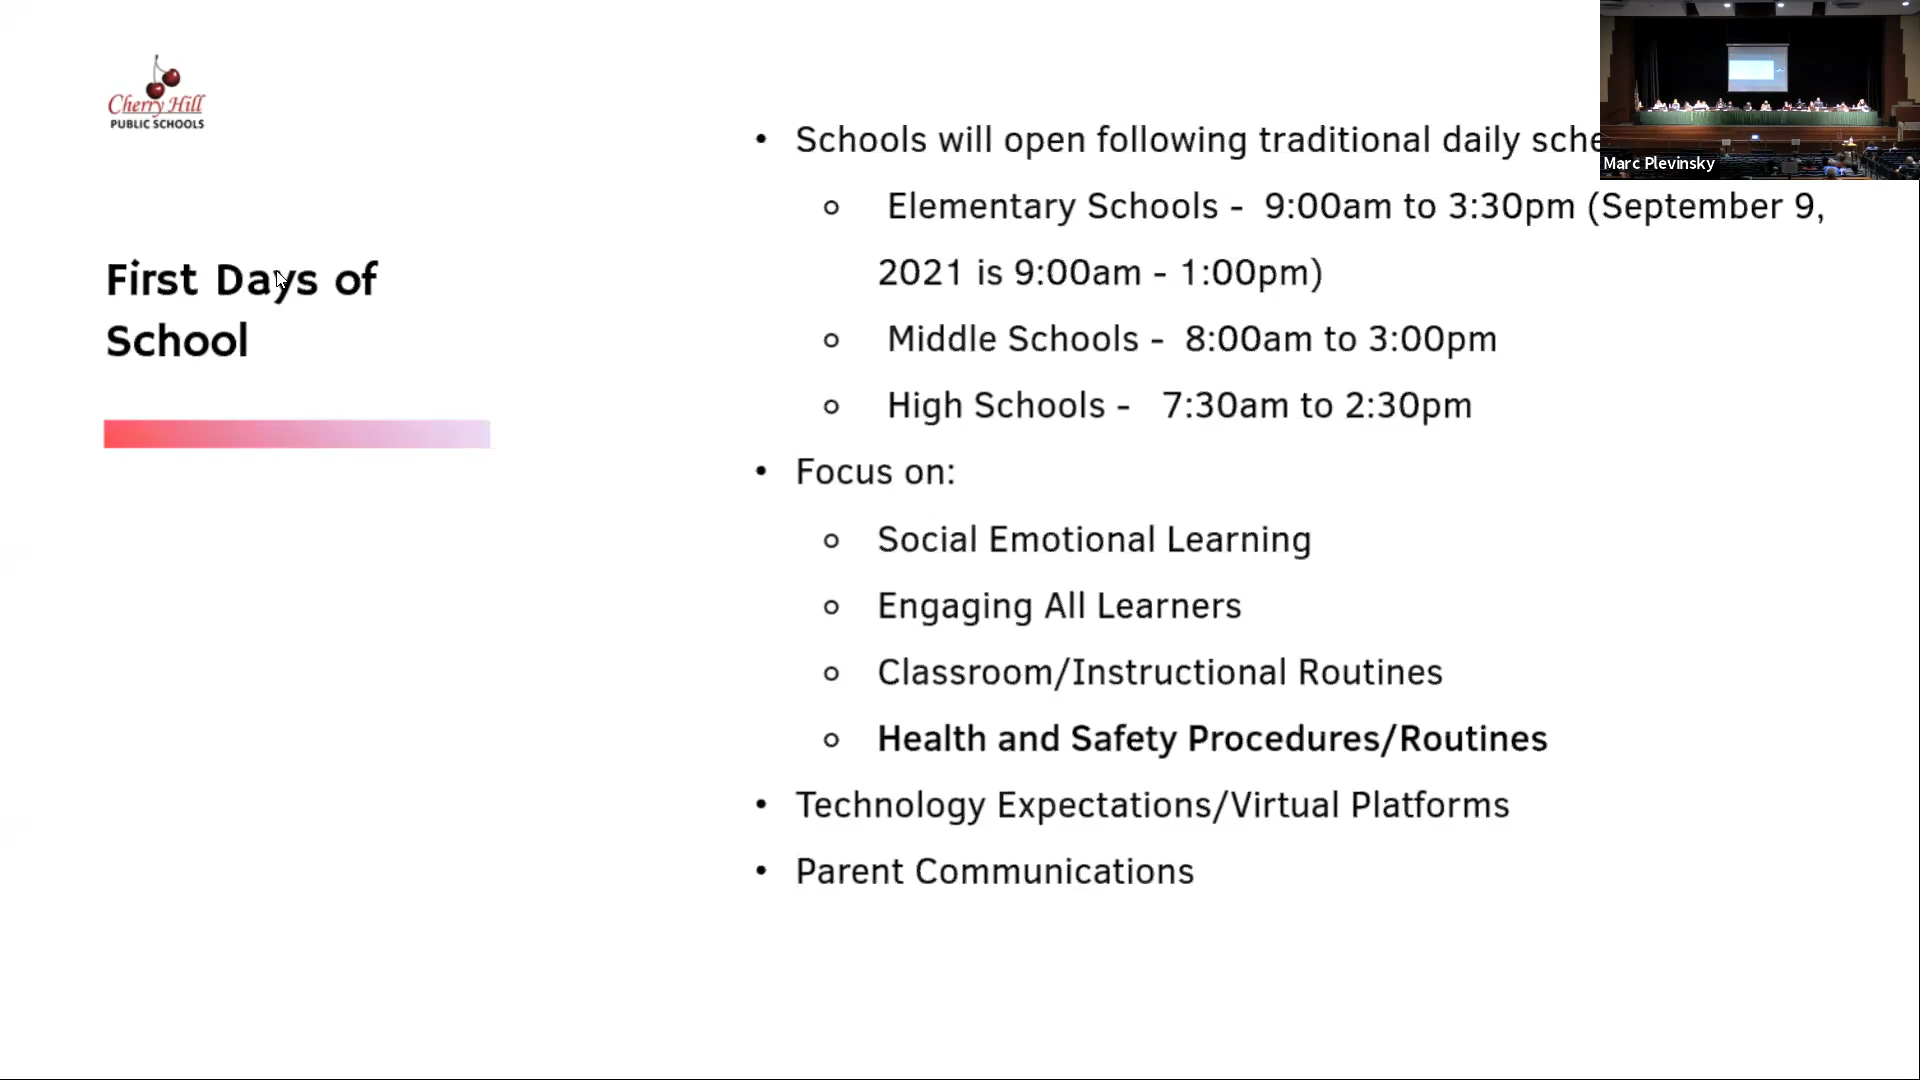 Cherry Hill
PUBLIC SCHOOLS
First Days of
School
• Schools will open following traditional daily
○ Elementary Schools - 9:00am to 3:30pm (September 9,
2021 is 9:00am - 1:00pm)
○ Middle Schools - 8:00am to 3:00pm
○ High Schools - 7:30am to 2:30pm
• Focus on:
○ Social Emotional Learning
○ Engaging All Learners
○ Classroom/Instructional Routines
○ Health and Safety Procedures/Routines
• Technology Expectations/Virtual Platforms
• Parent Communications
Marc Plevinsky